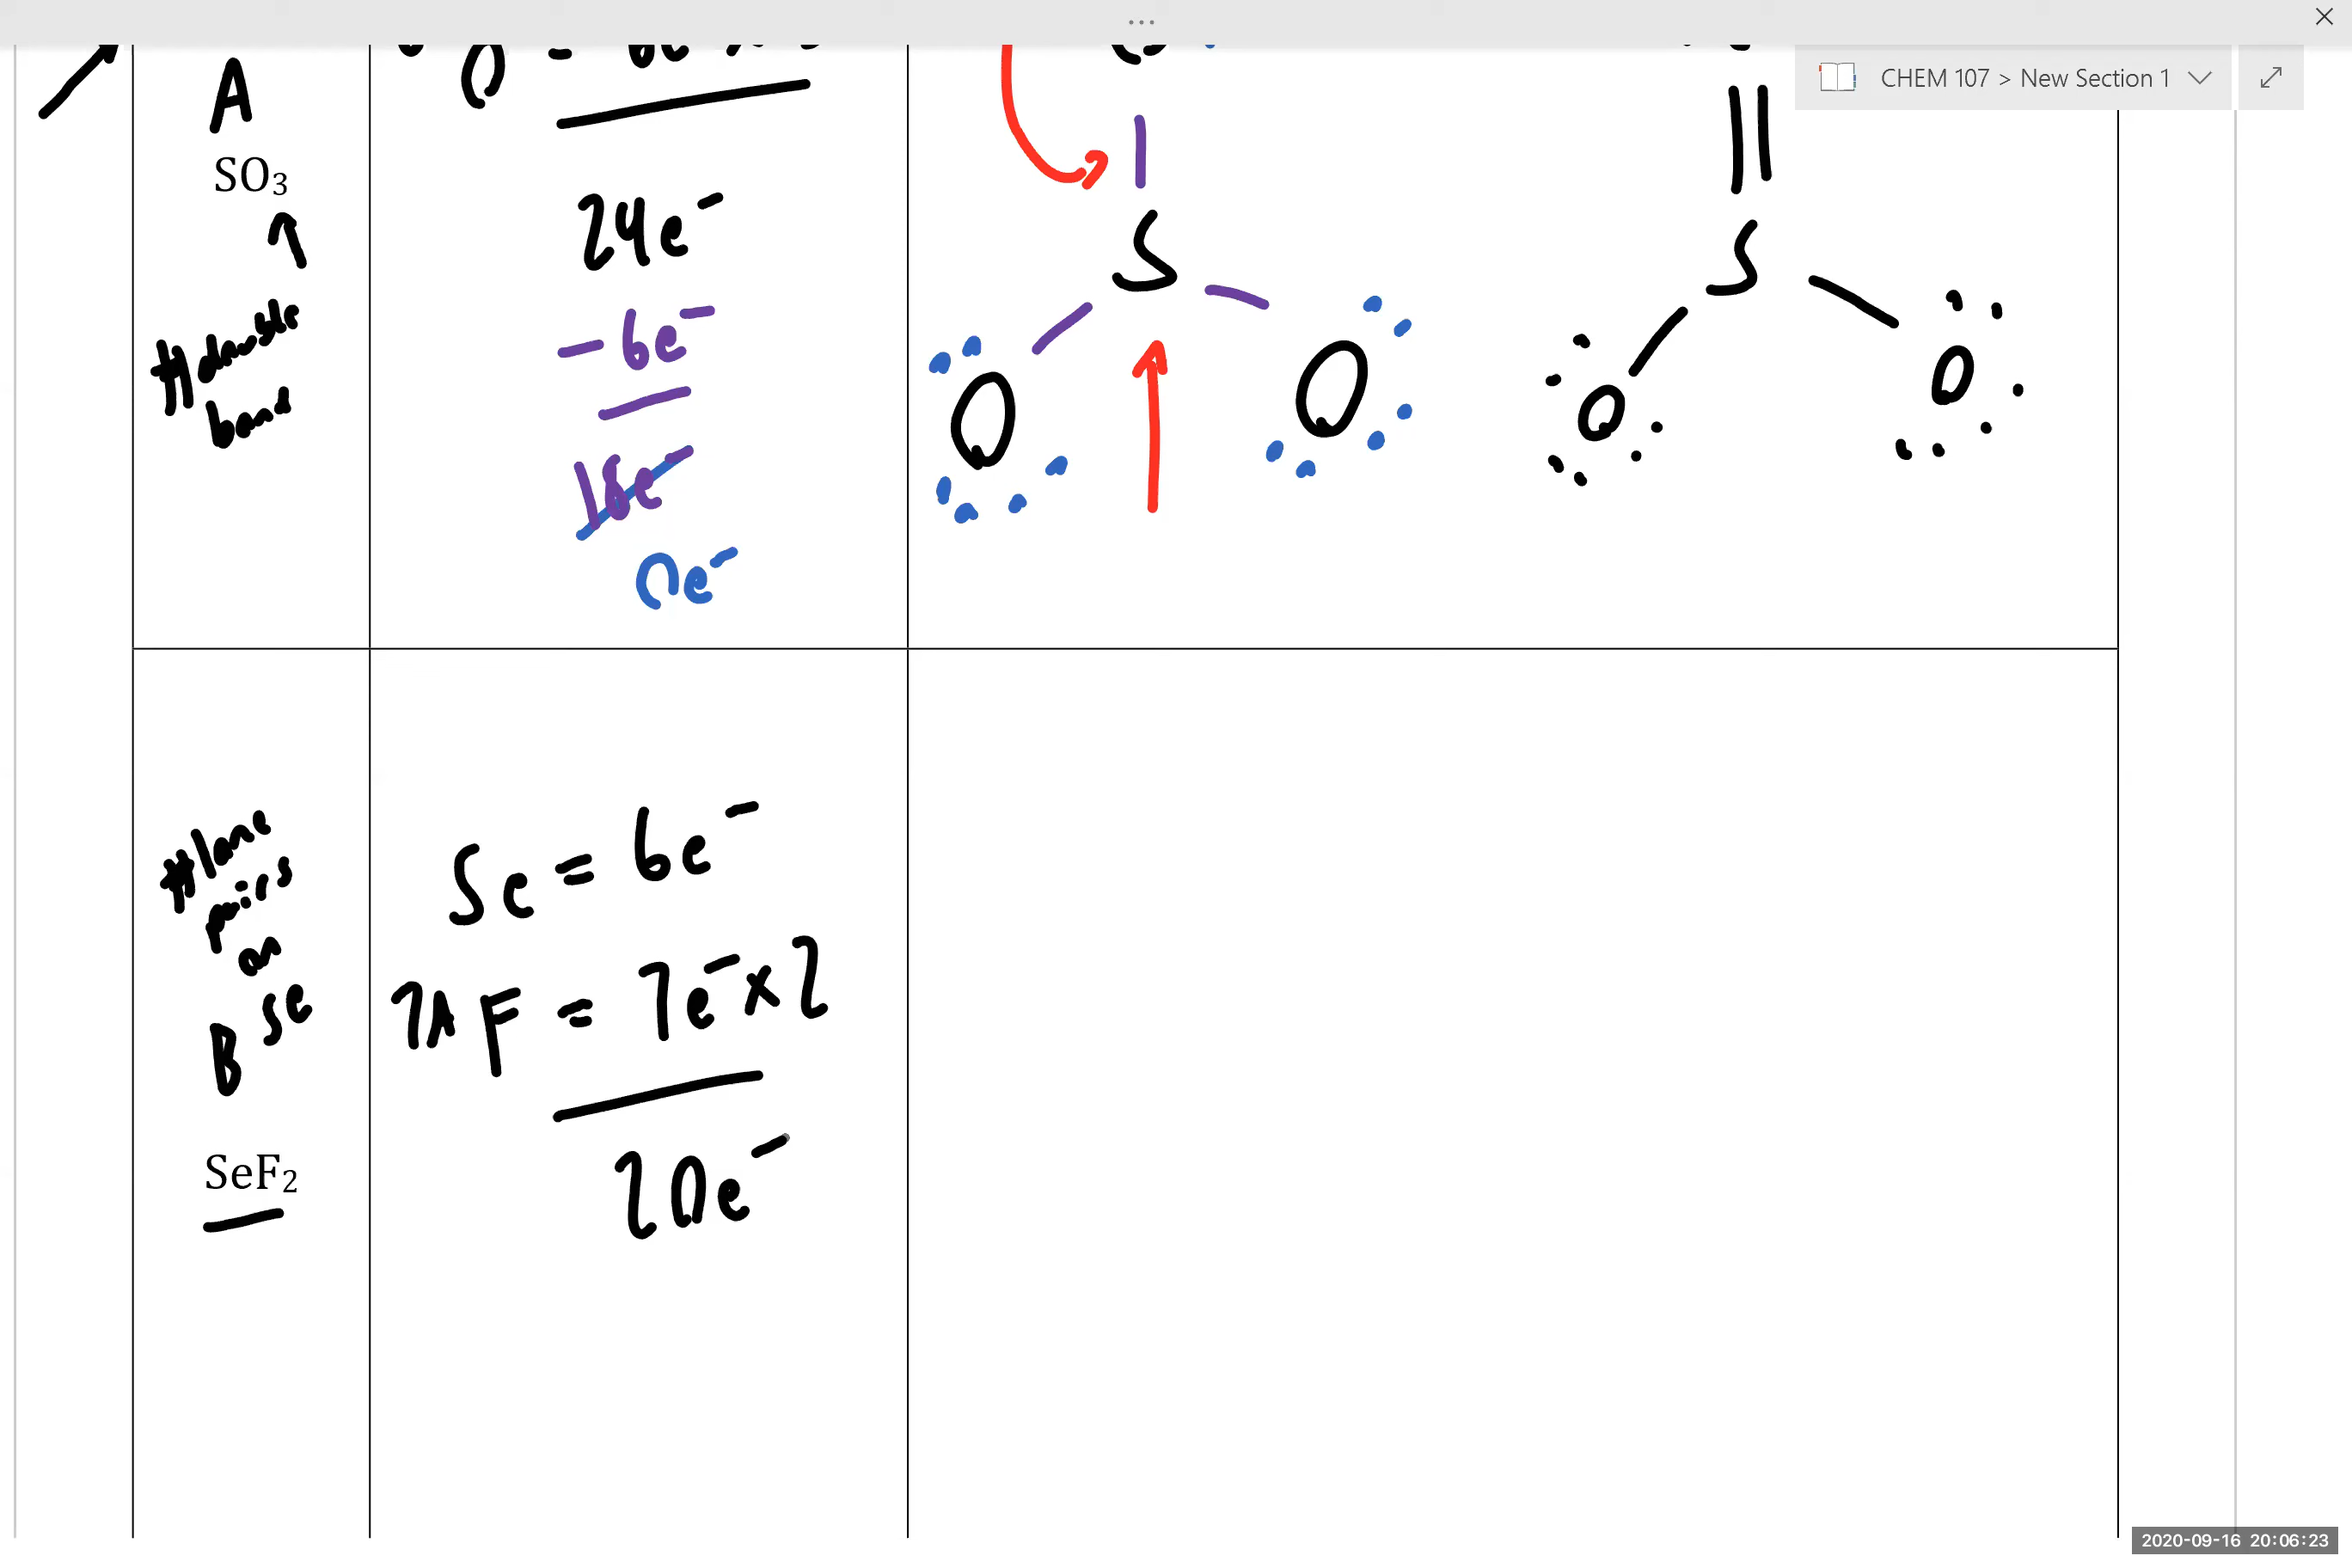 CHEM 107 > New Section 1
A
SO₃
# double
bond
24e⁻
- 6e⁻
18e⁻
0e⁻
S
O
O
S
O
O
# lone
pairs
on
Se
B
SeF₂
Se = 6e⁻
F = 7e⁻ x 2
20e⁻
2020-09-16 20:06:23